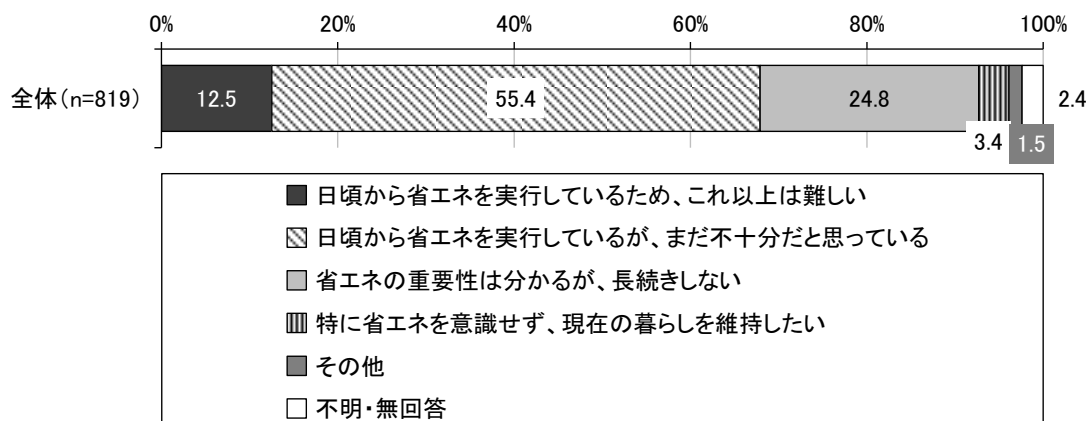 0% 20% 40% 60% 80% 100%
全体（n=819） 12.5 55.4 24.8 2.4
3.4 1.5
日頃から省エネを実行しているため、これ以上は難しい
日頃から省エネを実行しているが、まだ不十分だと思っている
省エネの重要性は分かるが、長続きしない
特に省エネを意識せず、現在の暮らしを維持したい
その他
不明・無回答